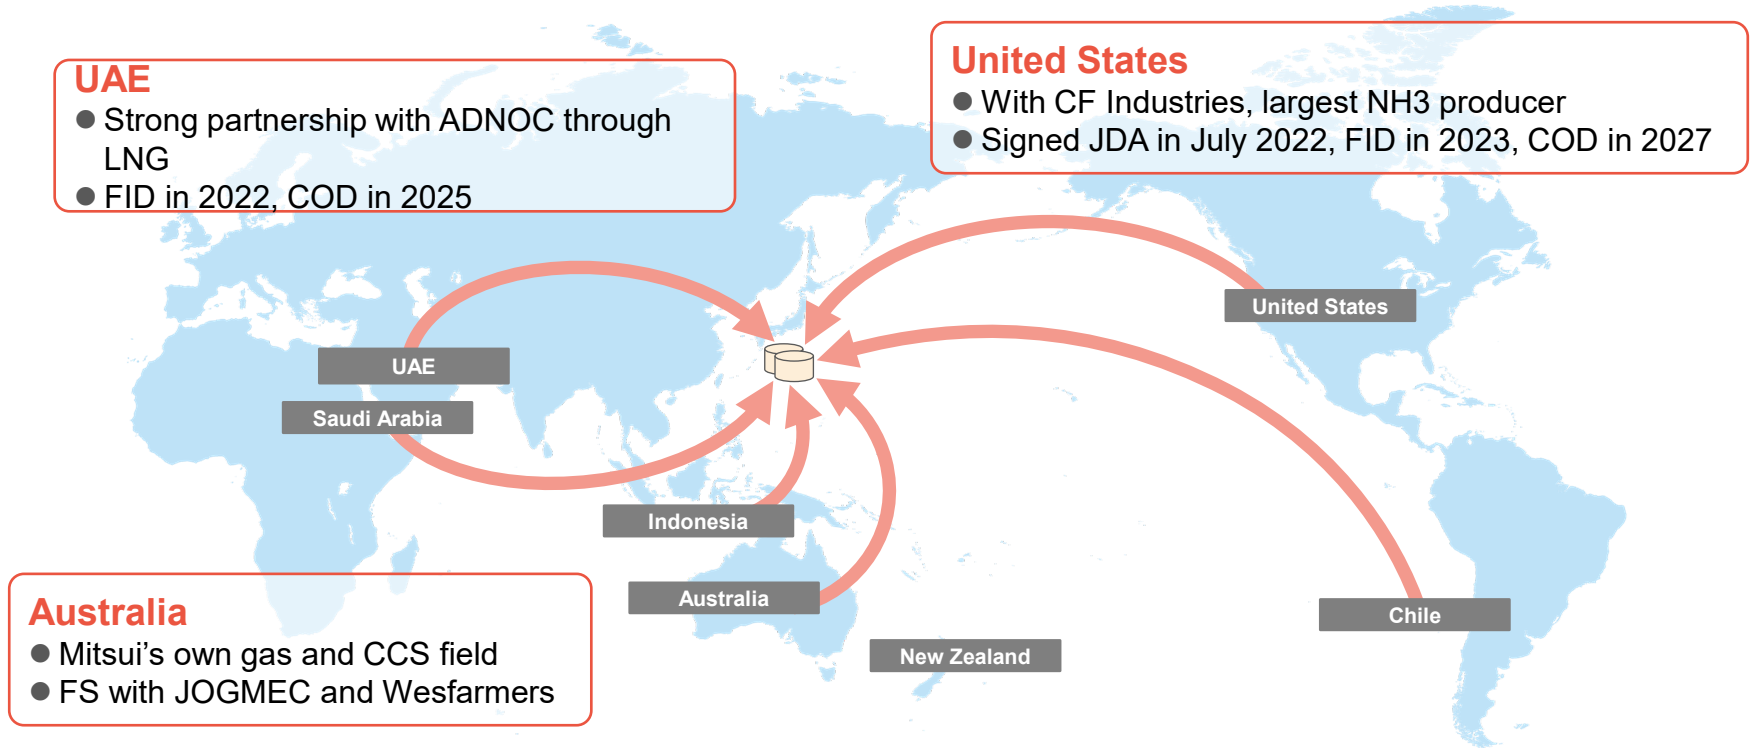 UAE
● Strong partnership with ADNOC through
LNG
● FID in 2022, COD in 2025
United States
● With CF Industries, largest NH3 producer
● Signed JDA in July 2022, FID in 2023, COD in 2027
United States
UAE
Saudi Arabia
Indonesia
Australia
Chile
New Zealand
Australia
● Mitsui’s own gas and CCS field
● FS with JOGMEC and Wesfarmers